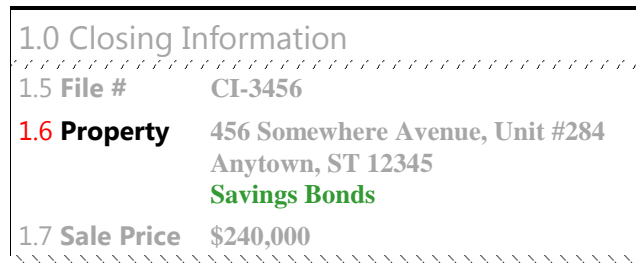 1.0 Closing Information
1.5 File # CI-3456
1.6 Property 456 Somewhere Avenue, Unit #284
Anytown, ST 12345
Savings Bonds
1.7 Sale Price $240,000